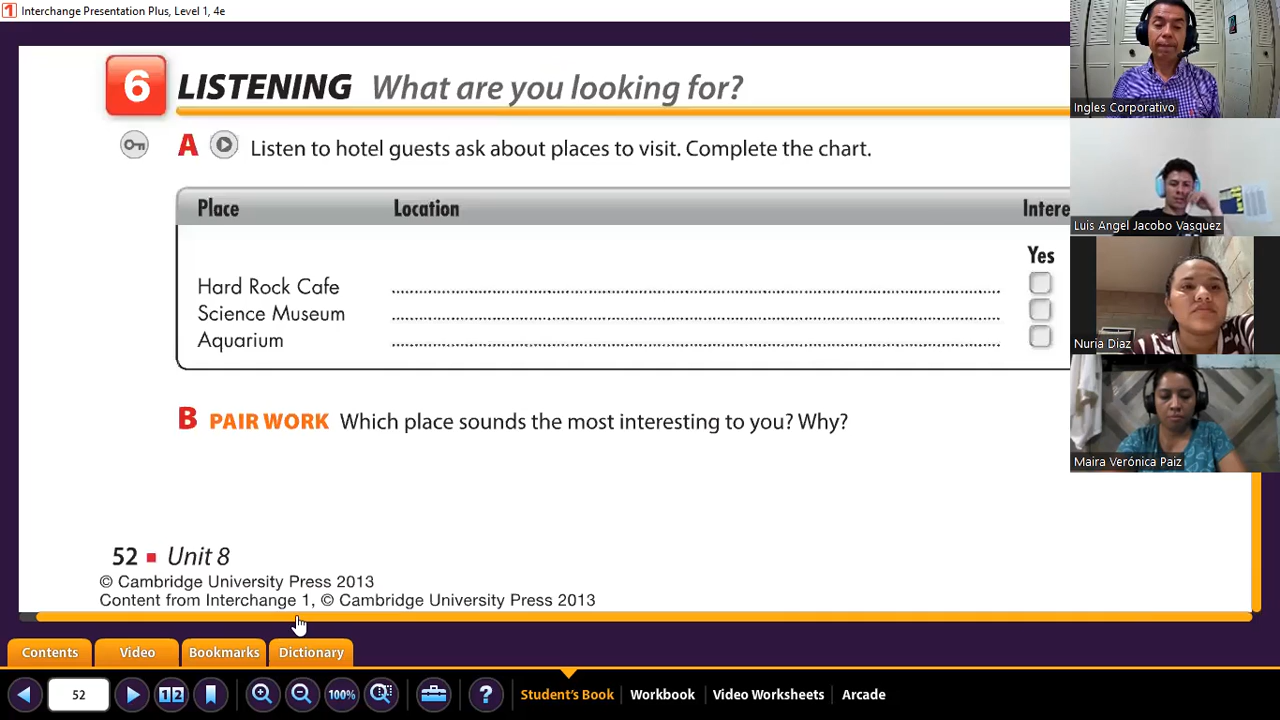 Interchange Presentation Plus, Level 1, 4e
6 LISTENING What are you looking for?
A Listen to hotel guests ask about places to visit. Complete the chart.
Place Location Intere
Yes
Hard Rock Cafe
Science Museum
Aquarium
B PAIR WORK Which place sounds the most interesting to you? Why?
52 Unit 8
© Cambridge University Press 2013
Content from Interchange 1, © Cambridge University Press 2013
Contents Video Bookmarks Dictionary
52 1 2 100% Student's Book Workbook Video Worksheets Arcade
Ingles Corporativo
Luis Angel Jacobo Vasquez
Nuria Diaz
Maira Verónica Paiz